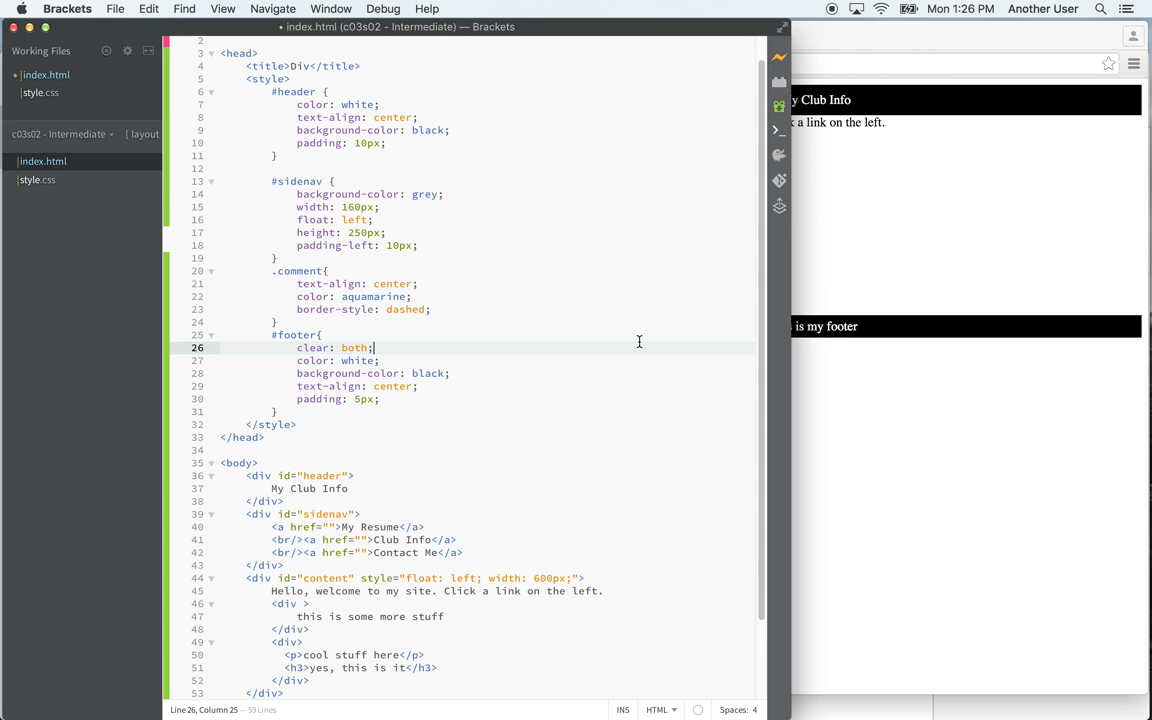 Brackets File Edit Find View Navigate Window Debug Help Mon 1:26 PM Another User
• index.html (c03s02 - Intermediate) — Brackets
Working Files
• index.html
style.css
c03s02 - Intermediate [ layout
index.html
style.css
2
3 <head>
4 <title>Div</title>
5 <style>
6 #header {
7 color: white;
8 text-align: center;
9 background-color: black;
10 padding: 10px;
11 }
12
13 #sidenav {
14 background-color: grey;
15 width: 160px;
16 float: left;
17 height: 250px;
18 padding-left: 10px;
19 }
20 .comment{
21 text-align: center;
22 color: aquamarine;
23 border-style: dashed;
24 }
25 #footer{
26 clear: both;
27 color: white;
28 background-color: black;
29 text-align: center;
30 padding: 5px;
31 }
32 </style>
33 </head>
34
35 <body>
36 <div id="header">
37 My Club Info
38 </div>
39 <div id="sidenav">
40 <a href="">My Resume</a>
41 <br/><a href="">Club Info</a>
42 <br/><a href="">Contact Me</a>
43 </div>
44 <div id="content" style="float: left; width: 600px;">
45 Hello, welcome to my site. Click a link on the left.
46 <div >
47 this is some more stuff
48 </div>
49 <div>
50 <p>cool stuff here</p>
51 <h3>yes, this is it</h3>
52 </div>
53 </div>
Line 26, Column 25 — 59 Lines INS HTML Spaces: 4
y Club Info
k a link on the left.
s is my footer